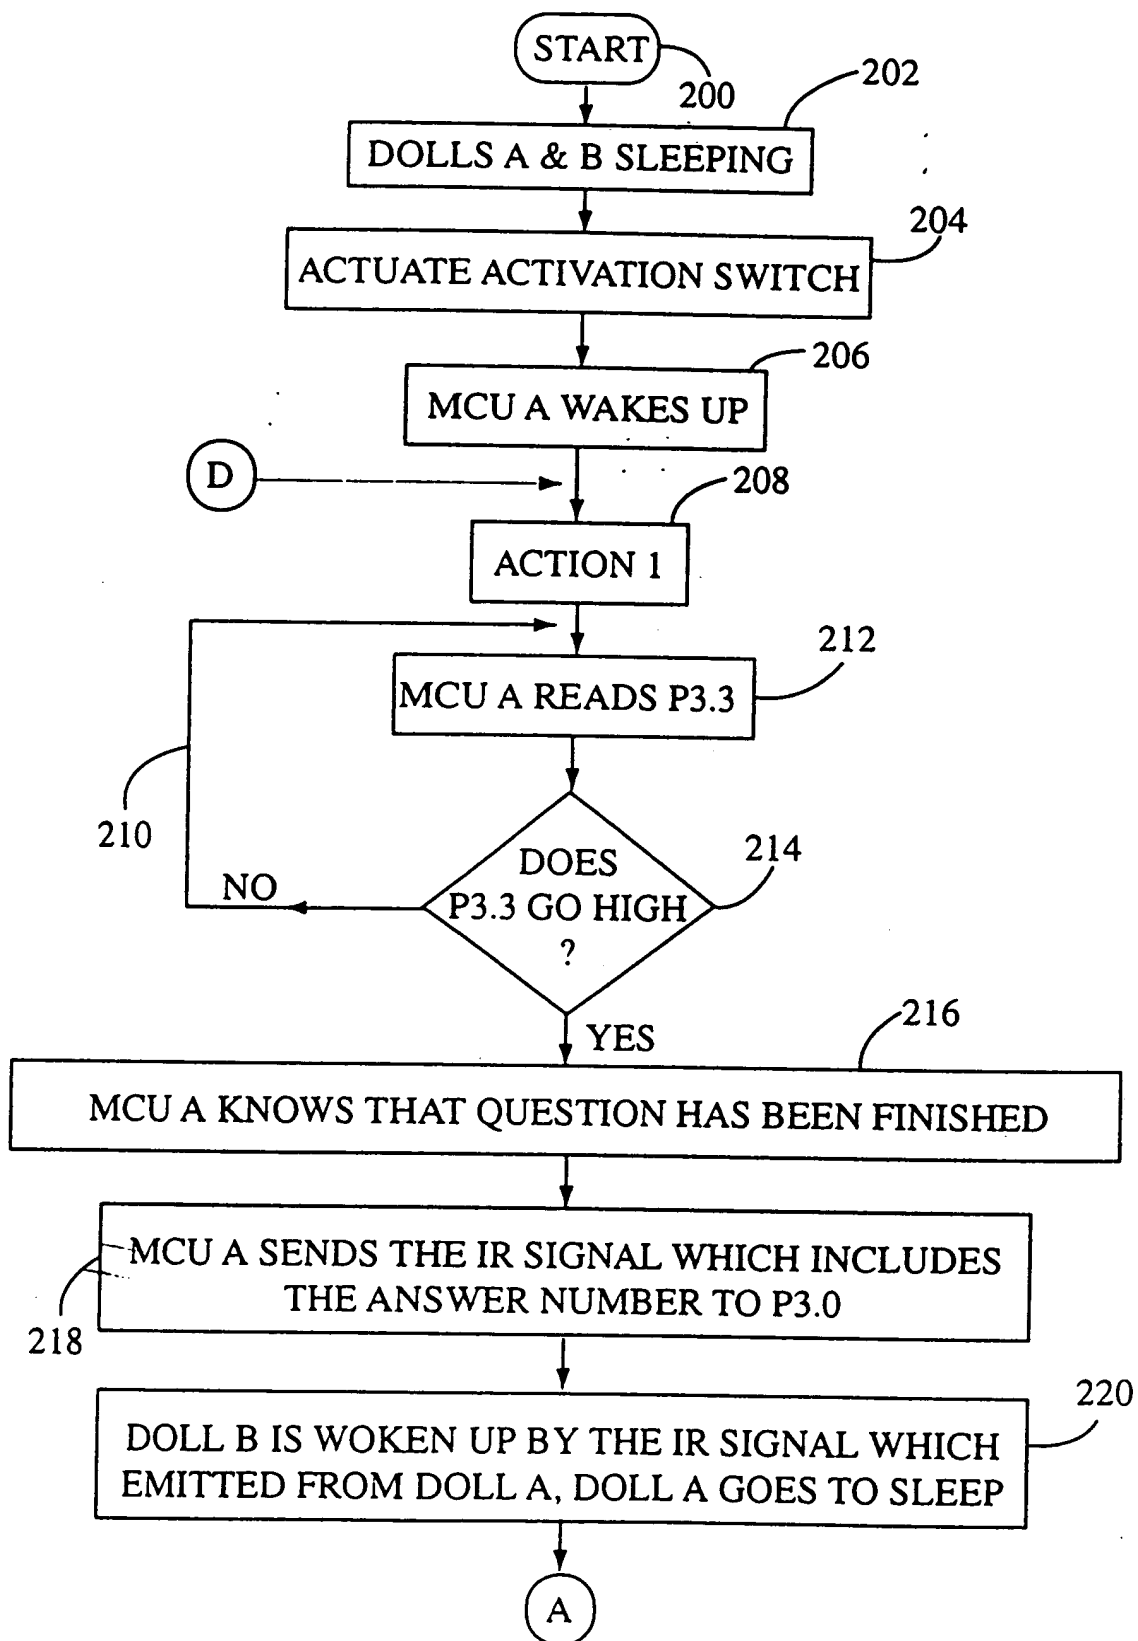 START
200
202
DOLLS A & B SLEEPING
204
ACTUATE ACTIVATION SWITCH
206
MCU A WAKES UP
D
208
ACTION 1
212
MCU A READS P3.3
210
214
DOES
P3.3 GO HIGH
?
NO
YES
216
MCU A KNOWS THAT QUESTION HAS BEEN FINISHED
MCU A SENDS THE IR SIGNAL WHICH INCLUDES
THE ANSWER NUMBER TO P3.0
218
220
DOLL B IS WOKEN UP BY THE IR SIGNAL WHICH
EMITTED FROM DOLL A, DOLL A GOES TO SLEEP
A